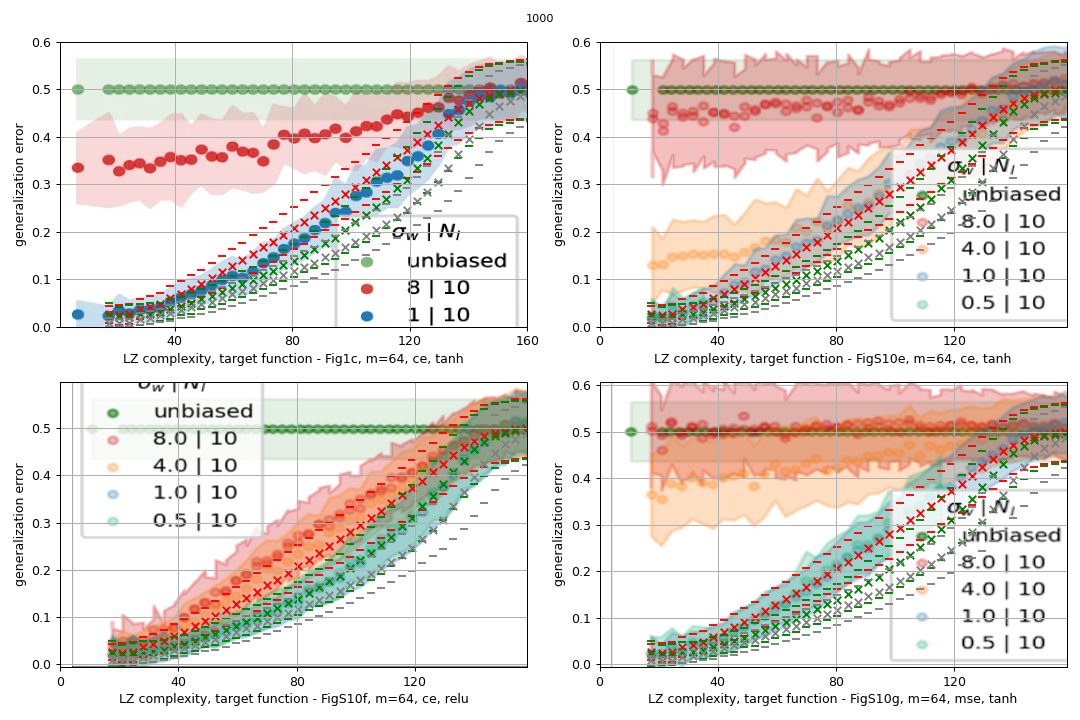 1000
0.6
0.5
0.4
0.3
0.2
0.1
0.0
generalization error
σw | Nl
unbiased
8 | 10
1 | 10
40
80
120
160
LZ complexity, target function - Fig1c, m=64, ce, tanh
0.6
0.5
0.4
0.3
0.2
0.1
0.0
generalization error
σw | Nl
unbiased
8.0 | 10
4.0 | 10
1.0 | 10
0.5 | 10
0
40
80
120
LZ complexity, target function - FigS10e, m=64, ce, tanh
0.5
0.4
0.3
0.2
0.1
0.0
generalization error
σw | Nl
unbiased
8.0 | 10
4.0 | 10
1.0 | 10
0.5 | 10
0
40
80
120
LZ complexity, target function - FigS10f, m=64, ce, relu
0.6
0.5
0.4
0.3
0.2
0.1
0.0
generalization error
σw | Nl
unbiased
8.0 | 10
4.0 | 10
1.0 | 10
0.5 | 10
0
40
80
120
LZ complexity, target function - FigS10g, m=64, mse, tanh